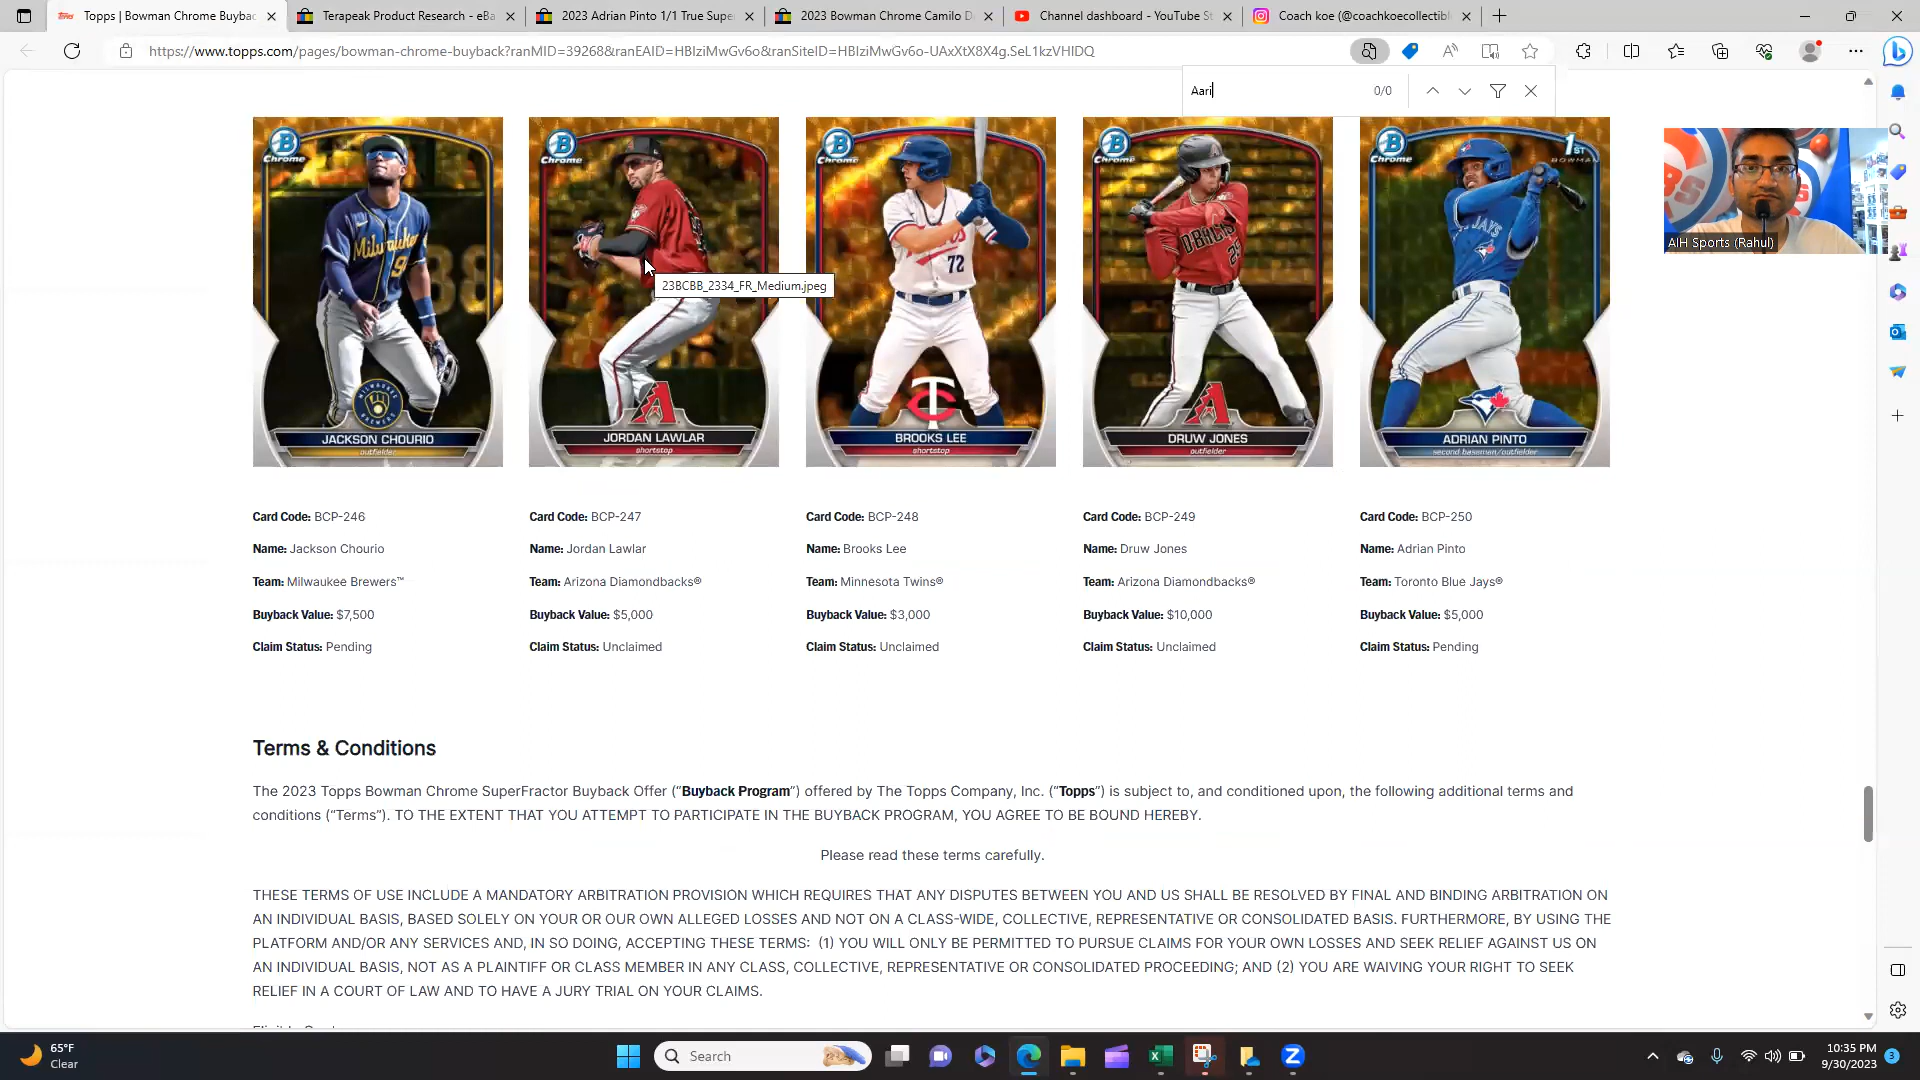 Topps | Bowman Chrome Buybac
Terapeak Product Research - eBa
2023 Adrian Pinto 1/1 True Supe
2023 Bowman Chrome Camilo D
Channel dashboard - YouTube St
Coach koe (@coachkoecollectibl
https://www.topps.com/pages/bowman-chrome-buyback?ranMID=39268&ranEAID=HBIziMwGv6o&ranSiteID=HBIziMwGv6o-UAxXtX8X4g.SeL1kzVHIDQ
Aari
0/0
B Chrome
B Chrome
B Chrome
B Chrome
B Chrome
1ST BOWMAN
Milwaukee
9
72
D-BACKS
JAYS
23BCBB_2334_FR_Medium.jpeg
AIH Sports (Rahul)
JACKSON CHOURIO
outfielder
JORDAN LAWLAR
shortstop
BROOKS LEE
shortstop
DRUW JONES
outfielder
ADRIAN PINTO
second baseman/outfielder
Card Code: BCP-246
Name: Jackson Chourio
Team: Milwaukee Brewers™
Buyback Value: $7,500
Claim Status: Pending
Card Code: BCP-247
Name: Jordan Lawlar
Team: Arizona Diamondbacks®
Buyback Value: $5,000
Claim Status: Unclaimed
Card Code: BCP-248
Name: Brooks Lee
Team: Minnesota Twins®
Buyback Value: $3,000
Claim Status: Unclaimed
Card Code: BCP-249
Name: Druw Jones
Team: Arizona Diamondbacks®
Buyback Value: $10,000
Claim Status: Unclaimed
Card Code: BCP-250
Name: Adrian Pinto
Team: Toronto Blue Jays®
Buyback Value: $5,000
Claim Status: Pending
Terms & Conditions
The 2023 Topps Bowman Chrome SuperFractor Buyback Offer (“Buyback Program”) offered by The Topps Company, Inc. (“Topps”) is subject to, and conditioned upon, the following additional terms and
conditions (“Terms”). TO THE EXTENT THAT YOU ATTEMPT TO PARTICIPATE IN THE BUYBACK PROGRAM, YOU AGREE TO BE BOUND HEREBY.
Please read these terms carefully.
THESE TERMS OF USE INCLUDE A MANDATORY ARBITRATION PROVISION WHICH REQUIRES THAT ANY DISPUTES BETWEEN YOU AND US SHALL BE RESOLVED BY FINAL AND BINDING ARBITRATION ON
AN INDIVIDUAL BASIS, BASED SOLELY ON YOUR OR OUR OWN ALLEGED LOSSES AND NOT ON A CLASS-WIDE, COLLECTIVE, REPRESENTATIVE OR CONSOLIDATED BASIS. FURTHERMORE, BY USING THE
PLATFORM AND/OR ANY SERVICES AND, IN SO DOING, ACCEPTING THESE TERMS: (1) YOU WILL ONLY BE PERMITTED TO PURSUE CLAIMS FOR YOUR OWN LOSSES AND SEEK RELIEF AGAINST US ON
AN INDIVIDUAL BASIS, NOT AS A PLAINTIFF OR CLASS MEMBER IN ANY CLASS, COLLECTIVE, REPRESENTATIVE OR CONSOLIDATED PROCEEDING; AND (2) YOU ARE WAIVING YOUR RIGHT TO SEEK
RELIEF IN A COURT OF LAW AND TO HAVE A JURY TRIAL ON YOUR CLAIMS.
65°F
Clear
Search
10:35 PM
9/30/2023
3